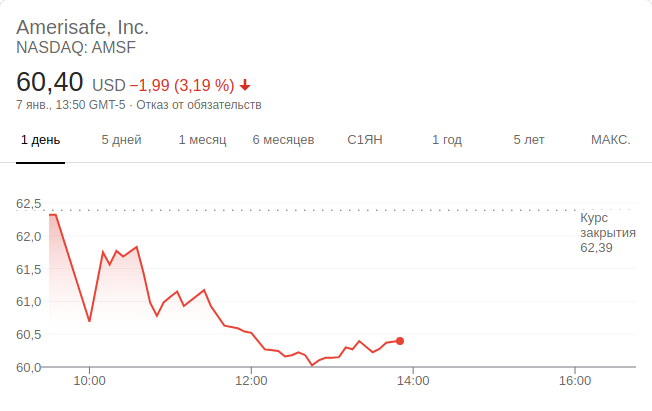 Amerisafe, Inc.
NASDAQ: AMSF
60,40 USD −1,99 (3,19 %)
7 янв., 13:50 GMT-5 · Отказ от обязательств
1 день 5 дней 1 месяц 6 месяцев С1ЯН 1 год 5 лет МАКС.
62,5
Курс
закрытия
62,39
62,0
61,5
61,0
60,5
60,0
10:00 12:00 14:00 16:00